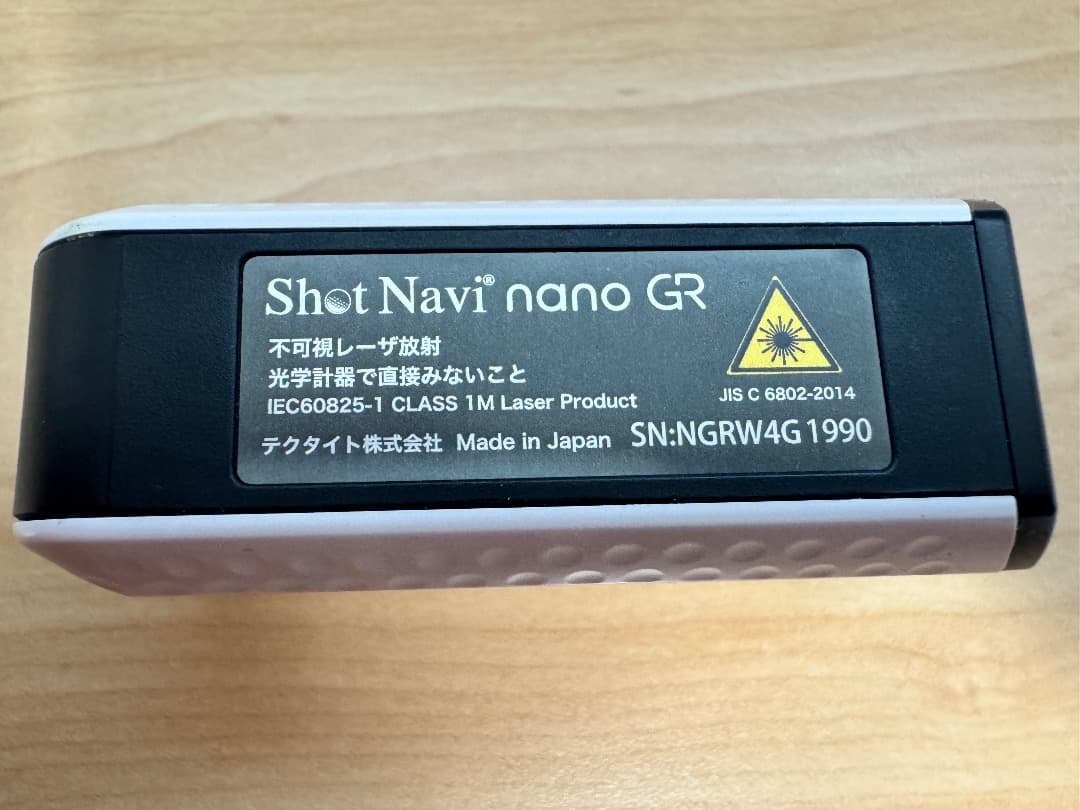 Shot Navi® nano GR
不可視レーザ放射
光学計器で直接みないこと
IEC60825-1 CLASS 1M Laser Product
JIS C 6802-2014
テクタイト株式会社 Made in Japan SN:NGRW4G1990